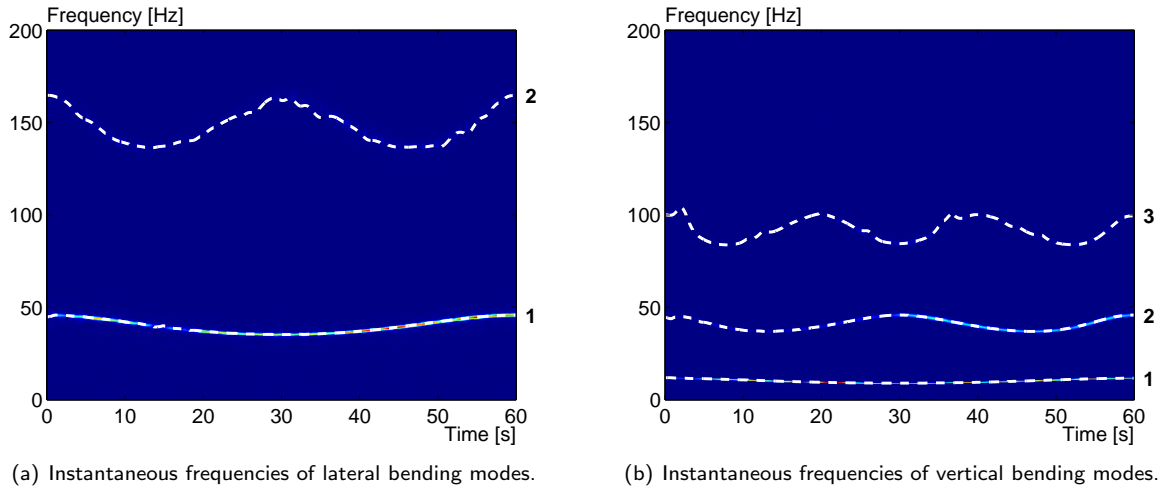 Frequency [Hz]
200
150
100
50
0
2
1
0 10 20 30 40 50 60
Time [s]
(a) Instantaneous frequencies of lateral bending modes.
Frequency [Hz]
200
150
100
50
0
3
2
1
0 10 20 30 40 50 60
Time [s]
(b) Instantaneous frequencies of vertical bending modes.